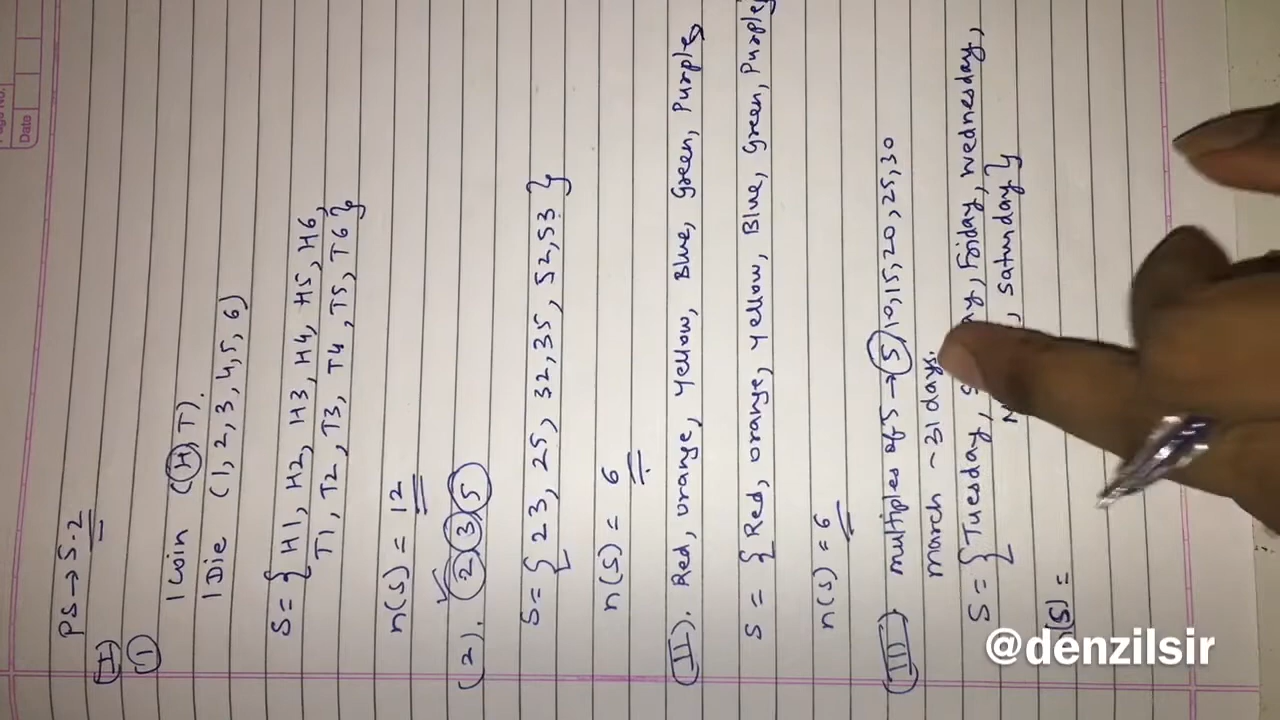 Page No.
Date
PS → 5.2
(I)
(1)
1 Coin (H, T).
1 Die (1, 2, 3, 4, 5, 6)
S = { H1, H2, H3, H4, H5, H6,
T1, T2, T3, T4, T5, T6 }
n(S) = 12
(2). 2, 3, 5
S = { 23, 25, 32, 35, 52, 53 }
n(S) = 6
(II). Red, orange, Yellow, Blue, Green, Purple
S = { Red, orange, Yellow, Blue, Green, Purple }
n(S) = 6
(III) multiples of 5 → 5, 10, 15, 20, 25, 30
march - 31 days.
S = { Tuesday, Friday, wednesday,
, saturday }
n(S) =
@denzilsir